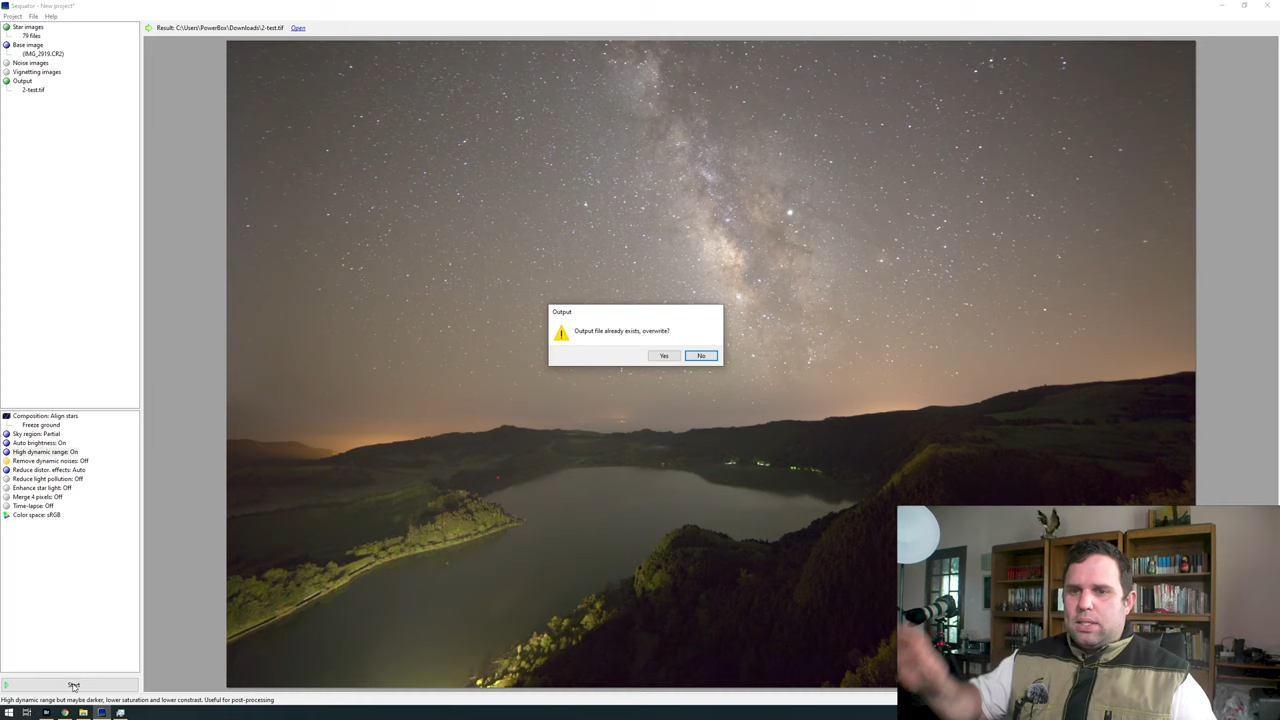 Sequator - New project*
Project File Help
Star images
79 files
Base image
(IMG_2919.CR2)
Noise images
Vignetting images
Output
2-test.tif
Result: C:\Users\PowerBox\Downloads\2-test.tif Open
Output
Output file already exists, overwrite?
Yes No
Composition: Align stars
Freeze ground
Sky region: Partial
Auto brightness: On
High dynamic range: On
Remove dynamic noises: Off
Reduce distor. effects: Auto
Reduce light pollution: Off
Enhance star light: Off
Merge 4 pixels: Off
Time-lapse: Off
Color space: sRGB
Start
High dynamic range but maybe darker, lower saturation and lower constrast. Useful for post-processing